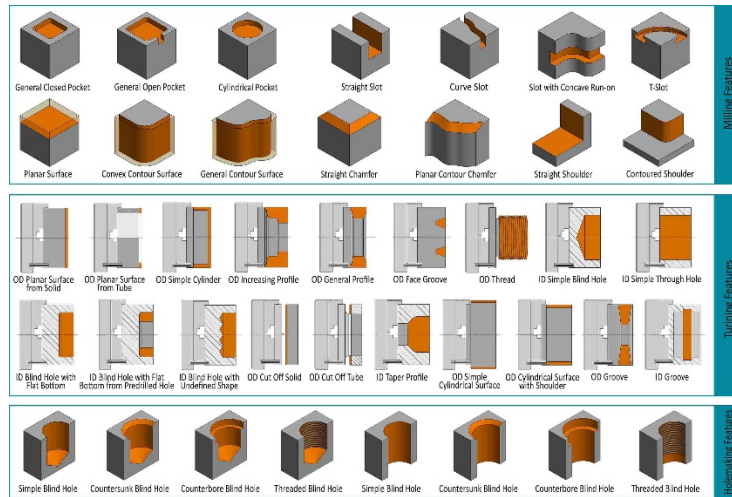 General Closed Pocket
General Open Pocket
Cylindrical Pocket
Straight Slot
Curve Slot
Slot with Concave Run-on
T-Slot
Planar Surface
Convex Contour Surface
General Contour Surface
Straight Chamfer
Planar Contour Chamfer
Straight Shoulder
Contoured Shoulder
Milling Features
OD Planar Surface
from Solid
OD Planar Surface
from Tube
OD Simple Cylinder
OD Increasing Profile
OD General Profile
OD Face Groove
OD Thread
ID Simple Blind Hole
ID Simple Through Hole
ID Blind Hole with
Flat Bottom
ID Blind Hole with Flat
Bottom from Predrilled Hole
ID Blind Hole with
Undefined Shape
OD Cut Off Solid
OD Cut Off Tube
ID Taper Profile
OD Simple
Cylindrical Surface
OD Cylindrical Surface
with Shoulder
OD Groove
ID Groove
Turining Features
Simple Blind Hole
Countersunk Blind Hole
Counterbore Blind Hole
Threaded Blind Hole
Simple Blind Hole
Countersunk Blind Hole
Counterbore Blind Hole
Threaded Blind Hole
Holemaking Features